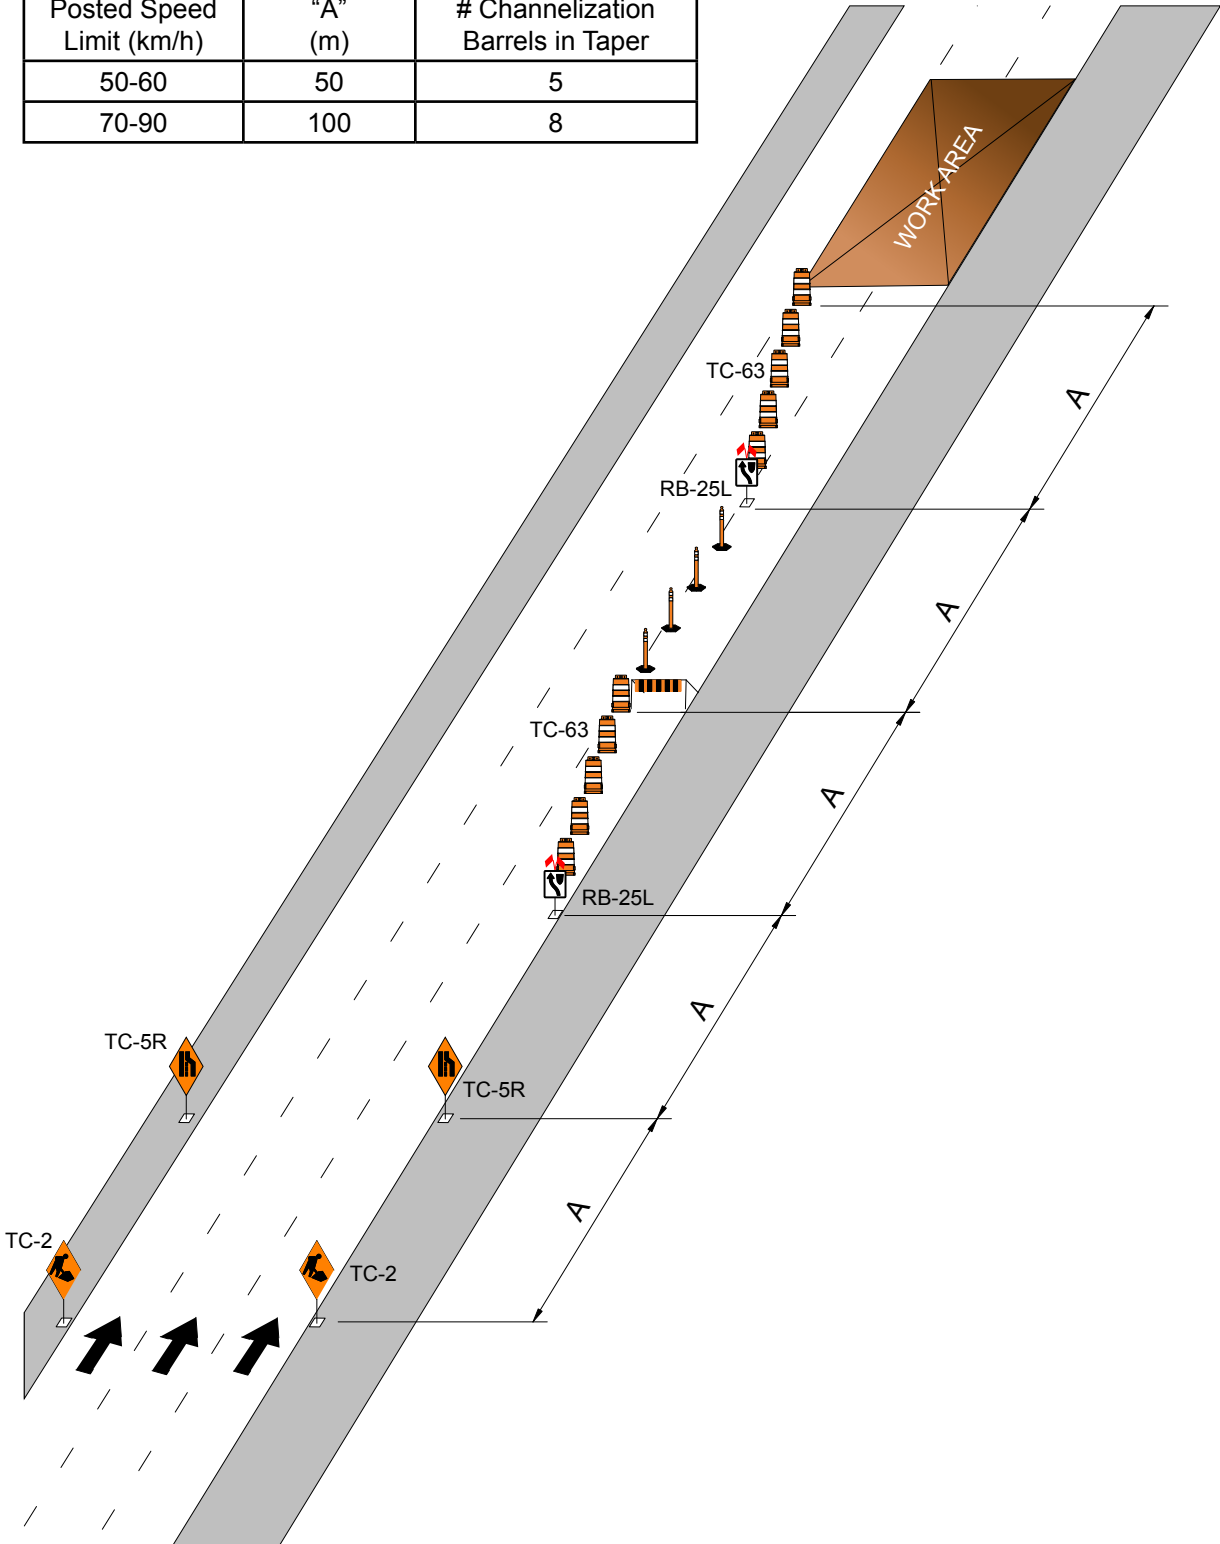 Posted Speed Limit (km/h) "A" (m) # Channelization Barrels in Taper
50-60 50 5
70-90 100 8
WORK AREA
A
TC-63
RB-25L
A
TC-63
A
RB-25L
A
TC-5R
TC-5R
A
TC-2
TC-2